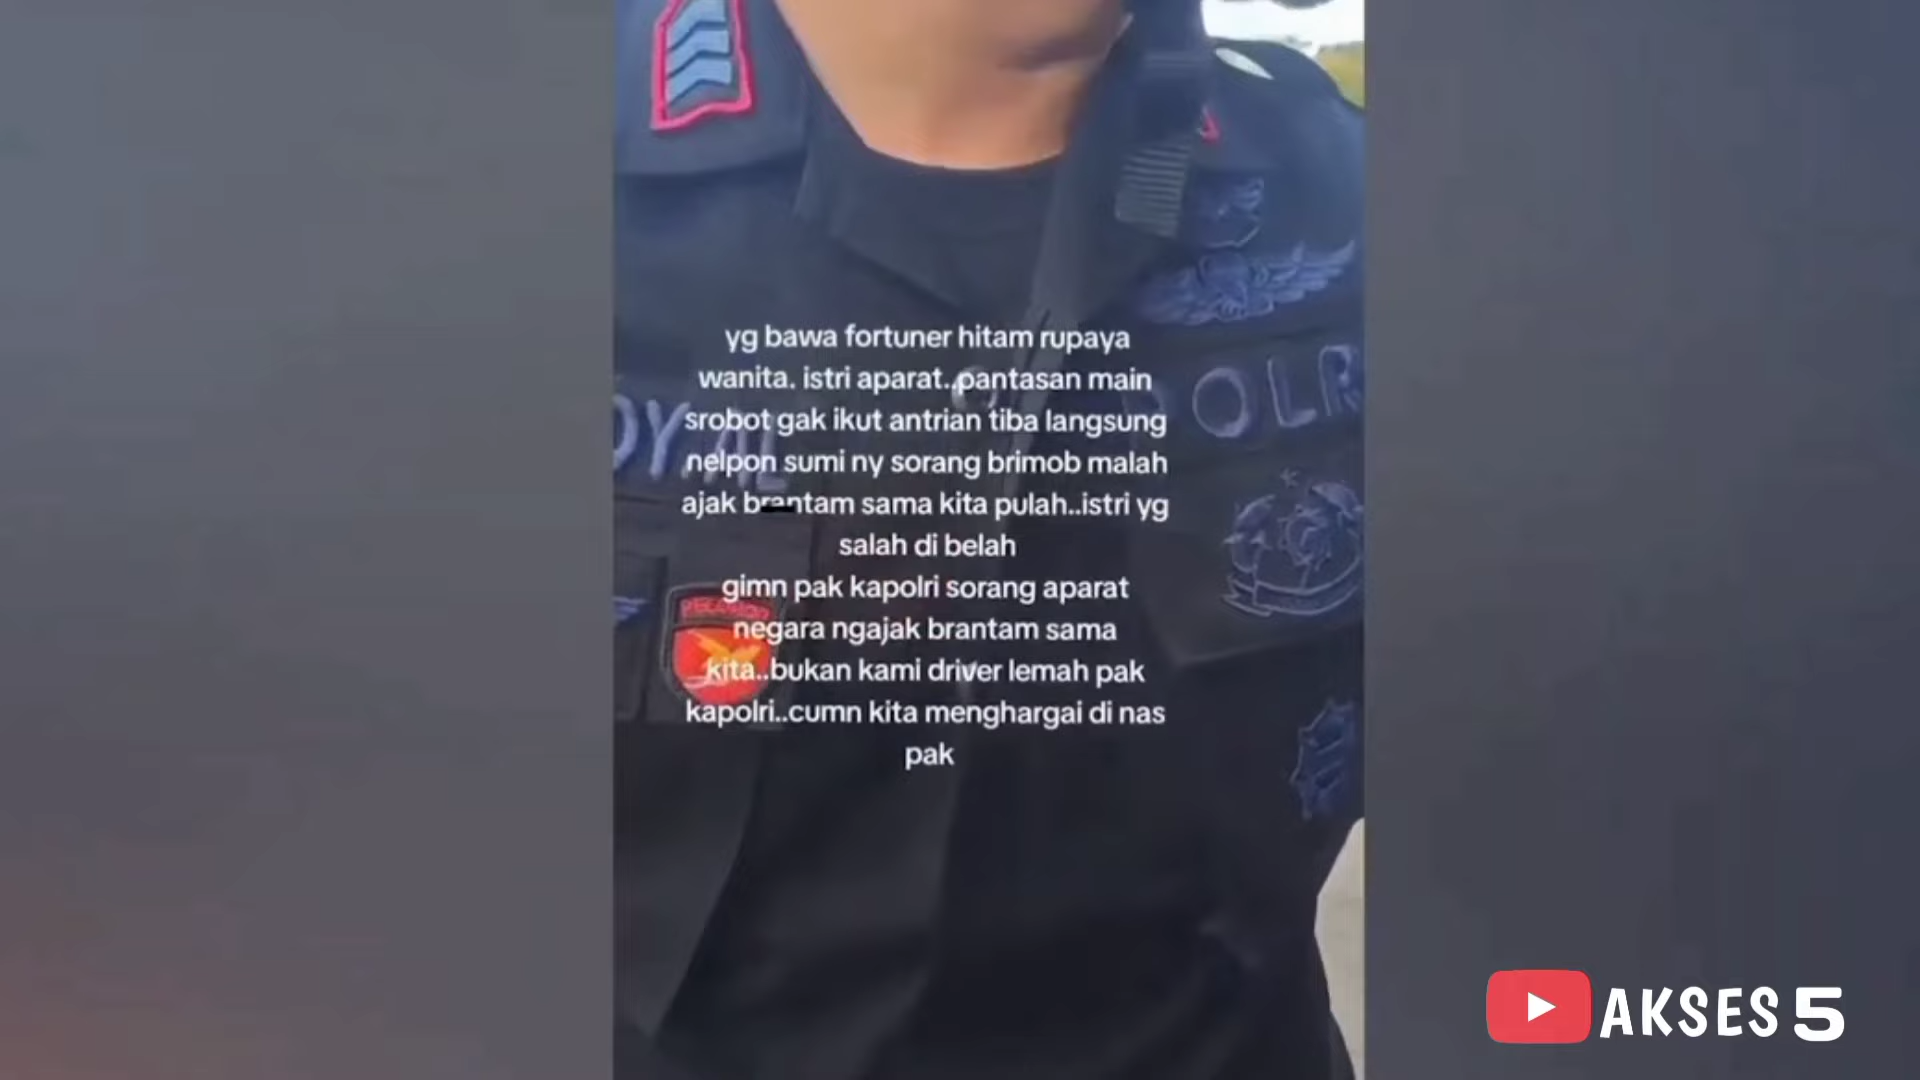 yg bawa fortuner hitam rupaya
wanita. istri aparat..pantasan main
srobot gak ikut antrian tiba langsung
nelpon sumi ny sorang brimob malah
ajak brantam sama kita pulah..istri yg
salah di belah
gimn pak kapolri sorang aparat
negara ngajak brantam sama
kita..bukan kami driver lemah pak
kapolri..cumn kita menghargai di nas
pak
POLR
AKSES 5